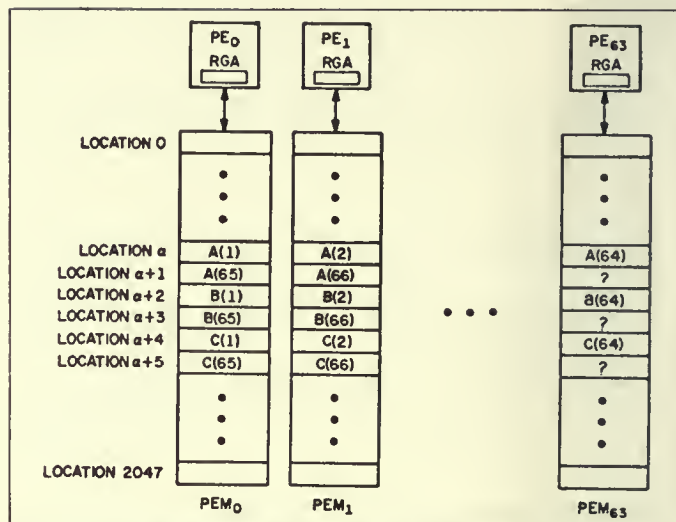 PE0 PE1 PE63
RGA RGA RGA
LOCATION 0
LOCATION α A(1) A(2) A(64)
LOCATION α+1 A(65) A(66) ?
LOCATION α+2 B(1) B(2) B(64)
LOCATION α+3 B(65) B(66) ?
LOCATION α+4 C(1) C(2) C(64)
LOCATION α+5 C(65) C(66) ?
LOCATION 2047
PEM0 PEM1 PEM63